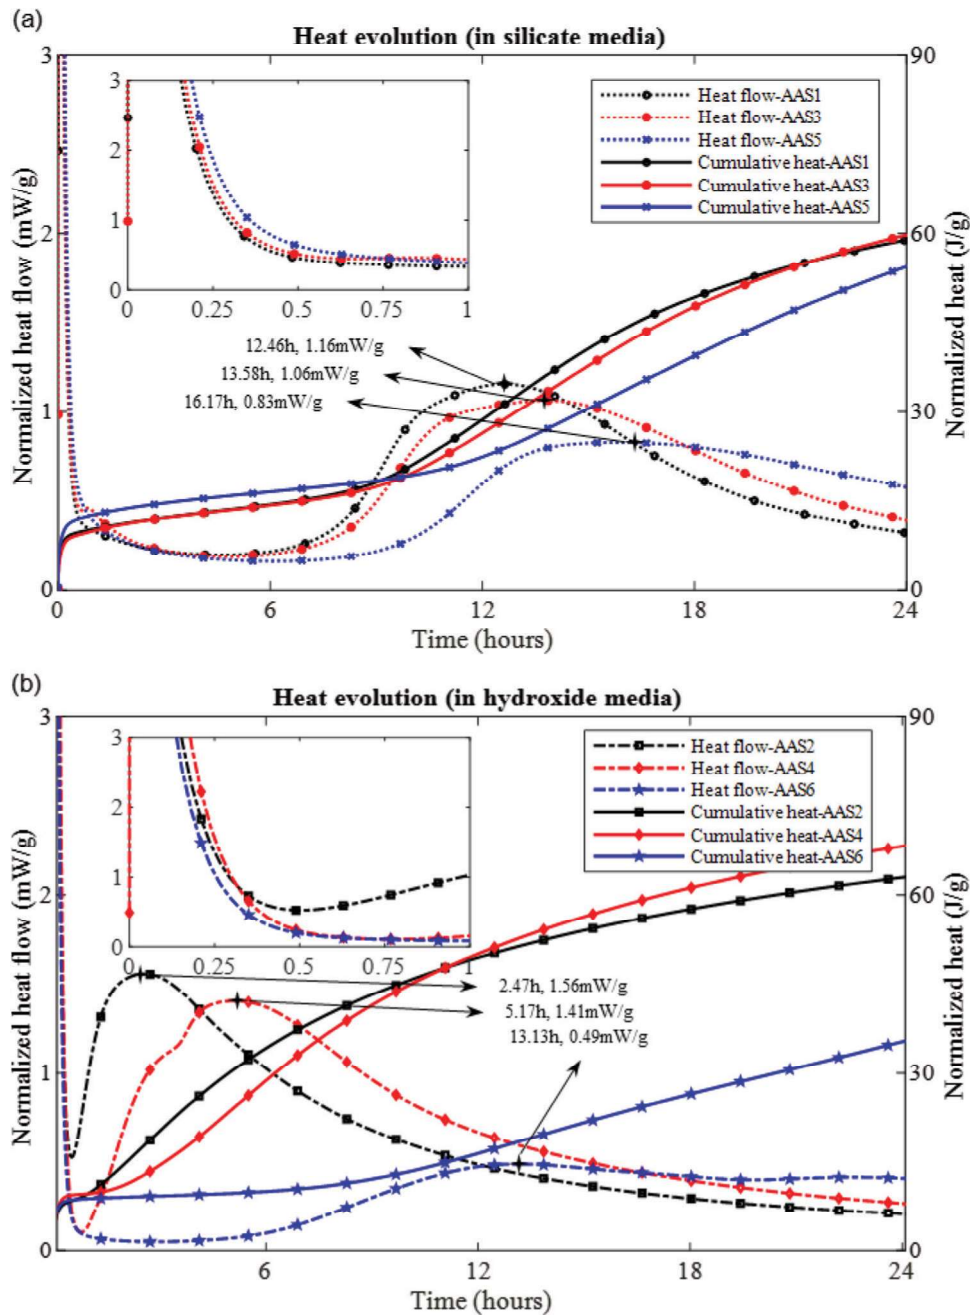 (a)
Heat evolution (in silicate media)
Normalized heat flow (mW/g)
Normalized heat (J/g)
3
2
1
0
90
60
30
0
0
6
12
18
24
Time (hours)
3
2
1
0
0
0.25
0.5
0.75
1
Heat flow-AAS1
Heat flow-AAS3
Heat flow-AAS5
Cumulative heat-AAS1
Cumulative heat-AAS3
Cumulative heat-AAS5
12.46h, 1.16mW/g
13.58h, 1.06mW/g
16.17h, 0.83mW/g
(b)
Heat evolution (in hydroxide media)
Normalized heat flow (mW/g)
Normalized heat (J/g)
3
2
1
0
90
60
30
0
6
12
18
24
Time (hours)
3
2
1
0
0
0.25
0.5
0.75
1
Heat flow-AAS2
Heat flow-AAS4
Heat flow-AAS6
Cumulative heat-AAS2
Cumulative heat-AAS4
Cumulative heat-AAS6
2.47h, 1.56mW/g
5.17h, 1.41mW/g
13.13h, 0.49mW/g